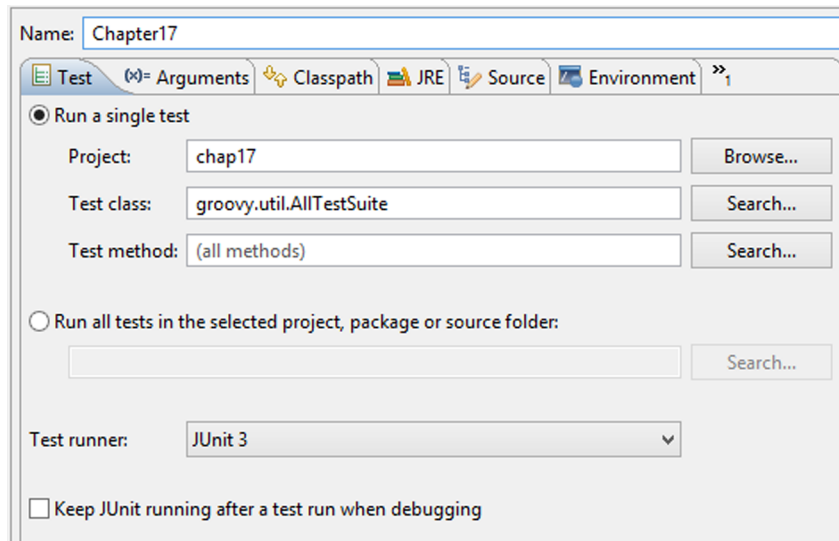 Name: Chapter17
Test (x)= Arguments Classpath JRE Source Environment »1
Run a single test
Project: chap17 Browse...
Test class: groovy.util.AllTestSuite Search...
Test method: (all methods) Search...
Run all tests in the selected project, package or source folder:
Search...
Test runner: JUnit 3
Keep JUnit running after a test run when debugging